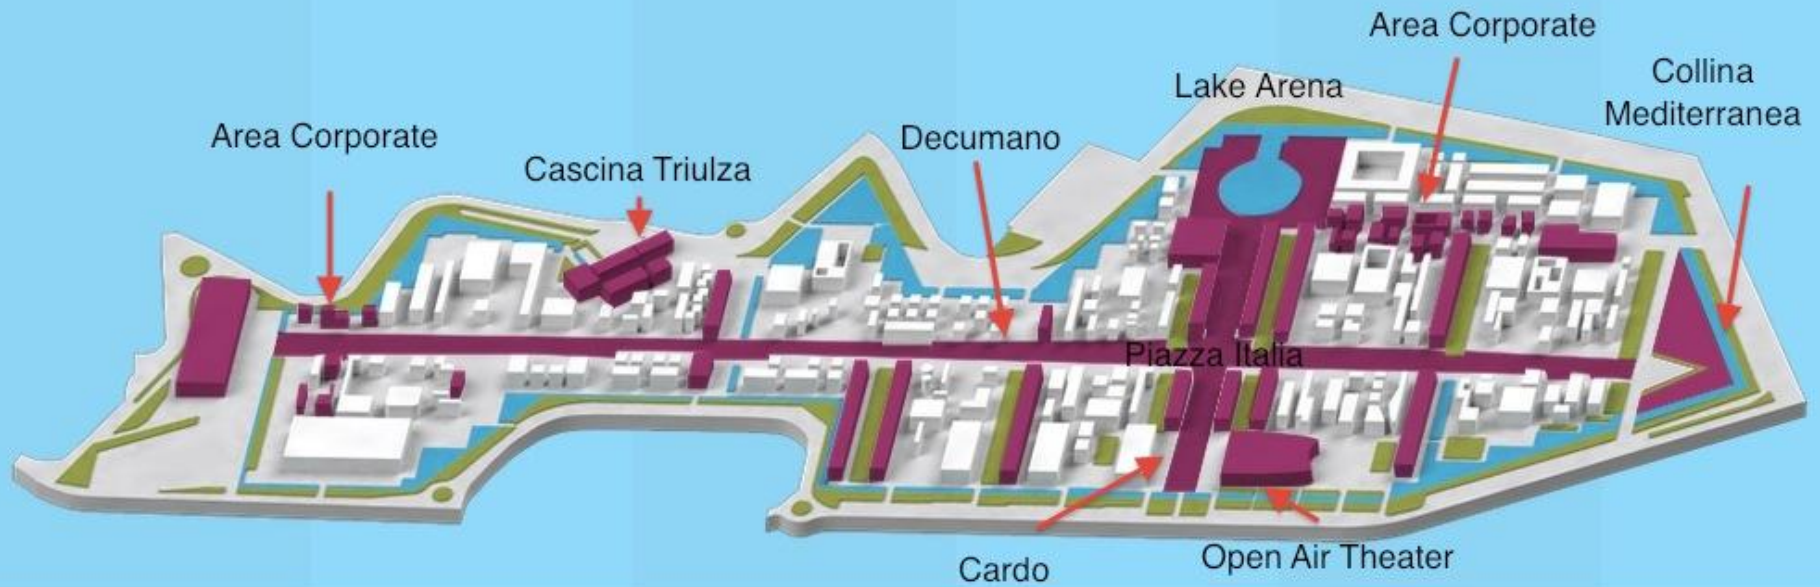 Area Corporate
Collina
Mediterranea
Lake Arena
Area Corporate
Decumano
Cascina Triulza
Piazza Italia
Cardo
Open Air Theater